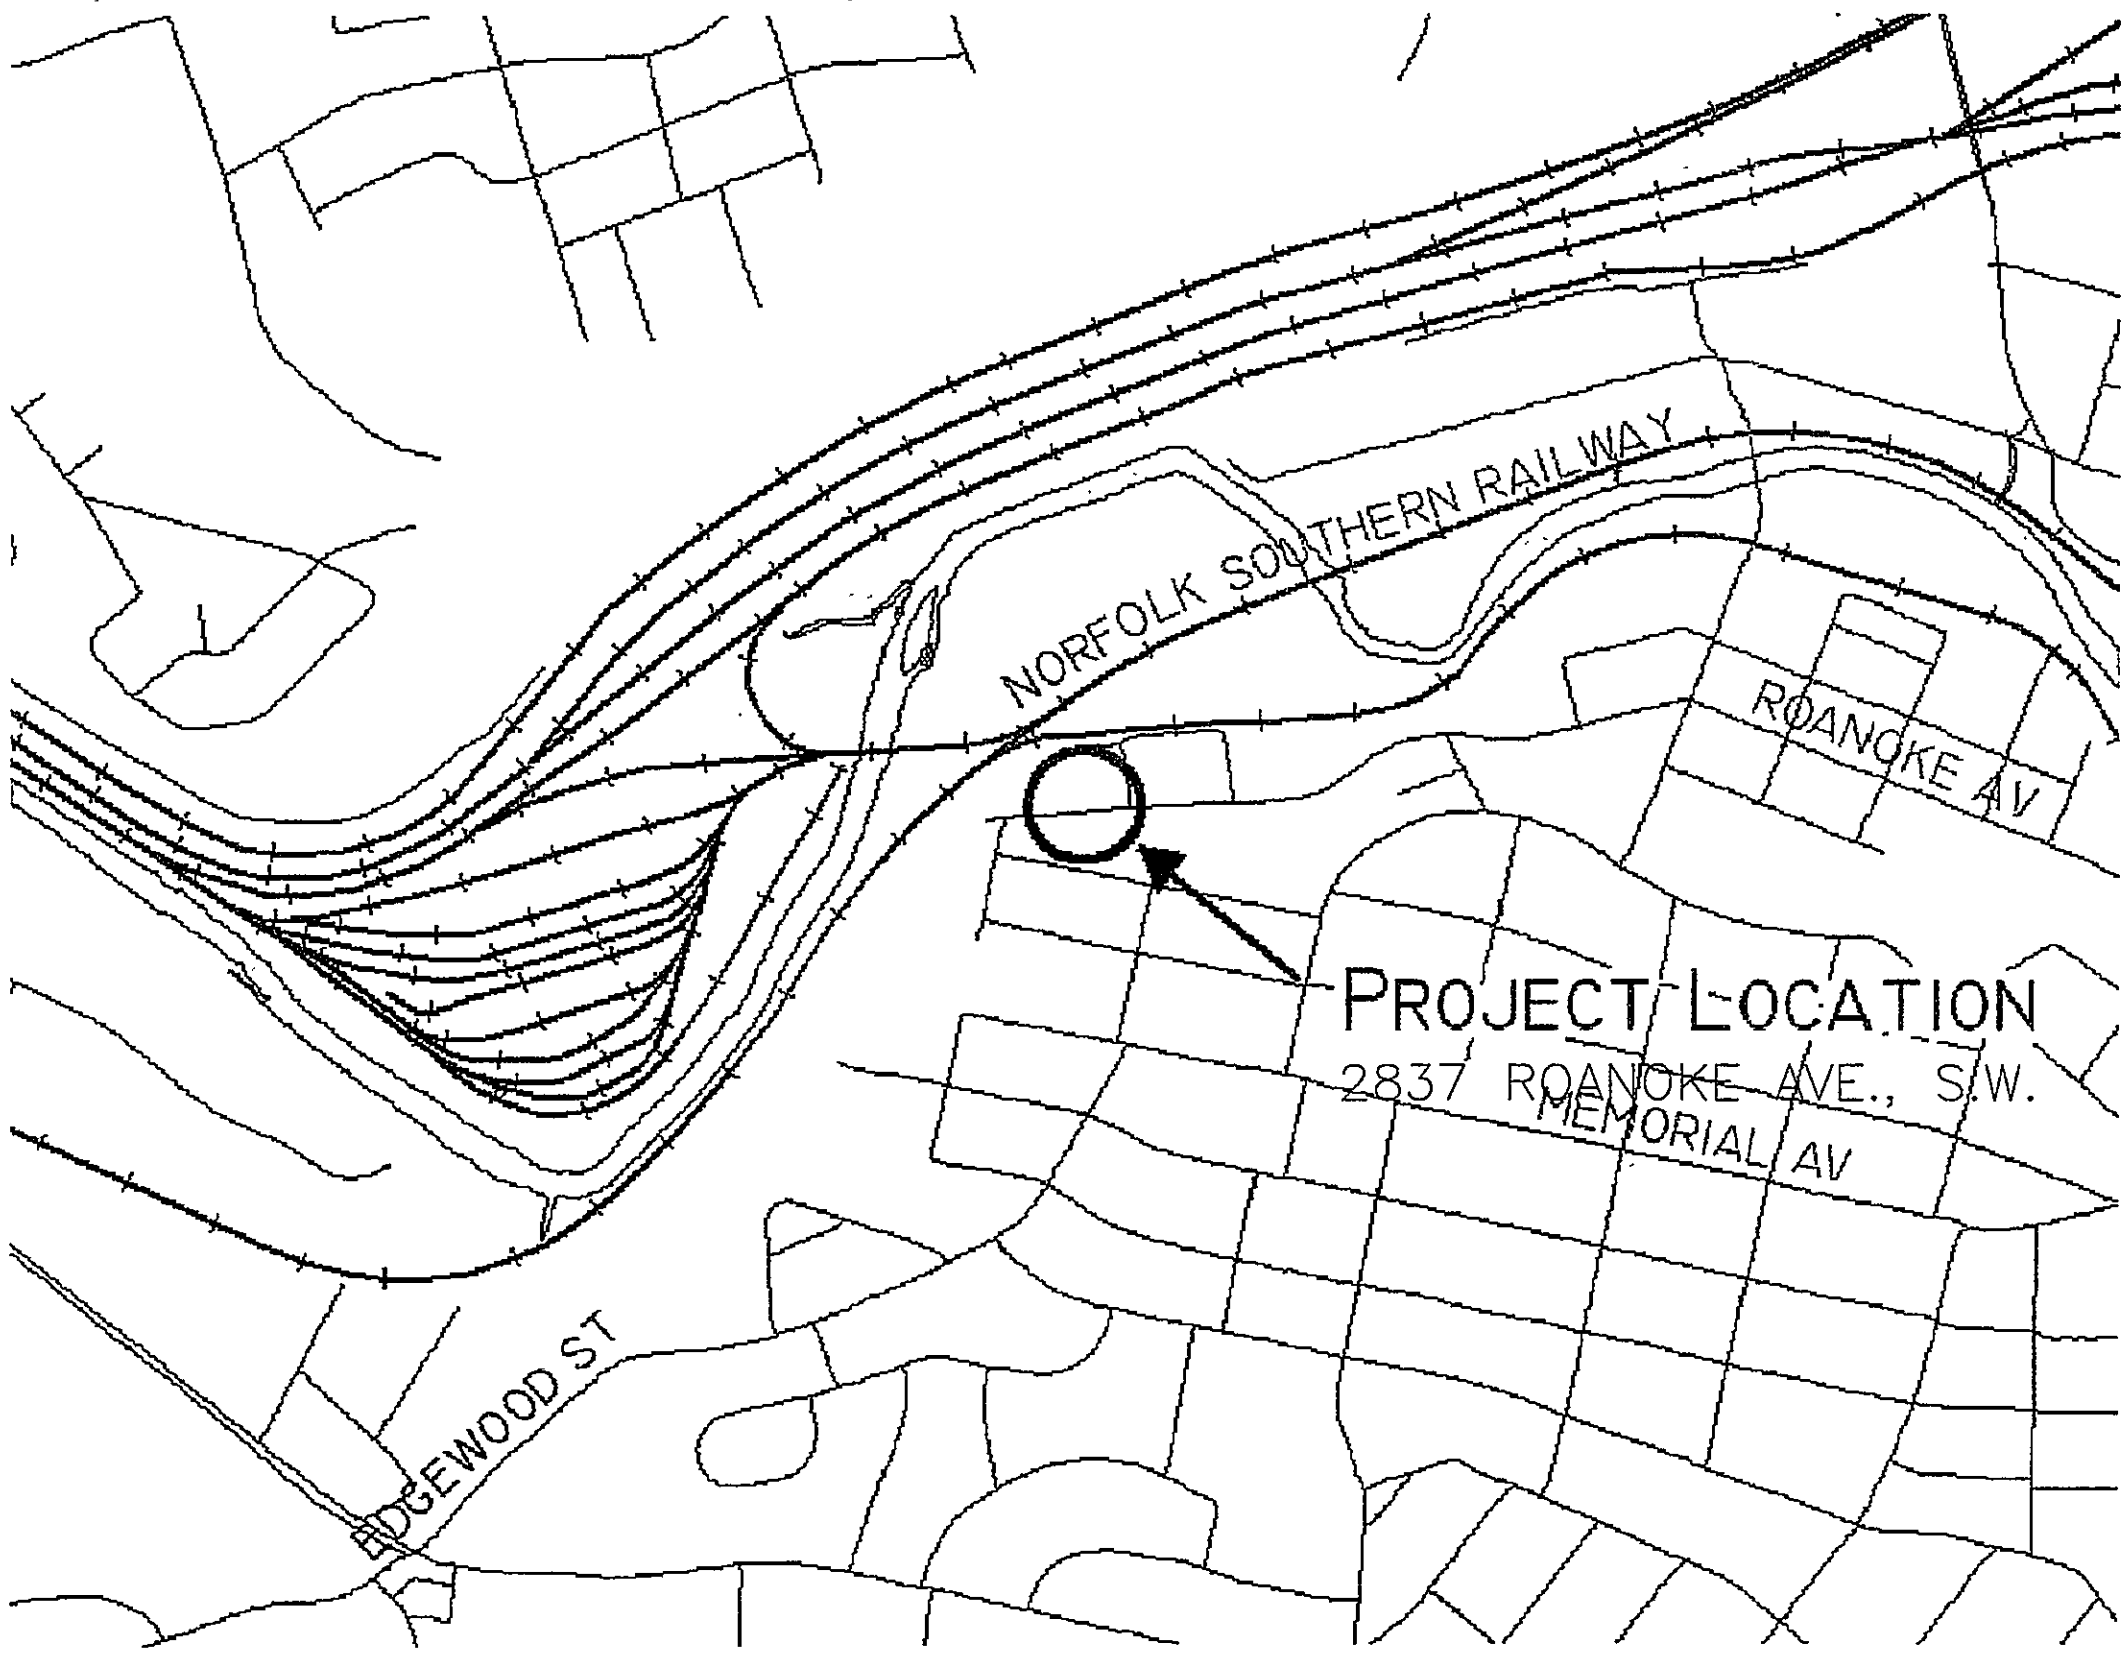 NORFOLK SOUTHERN RAILWAY
ROANOKE AV
PROJECT LOCATION
2837 ROANOKE AVE., S.W.
MEMORIAL AV
EDGEWOOD ST